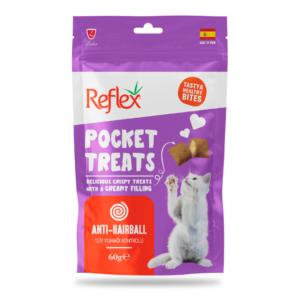 Reflex
TASTY &
HEALTHY
BITES
POCKET
TREATS
DELICIOUS CRISPY TREATS
WITH A CREAMY FILLING
ANTI-HAIRBALL
TÜY YUMAĞI KONTROLÜ
60g℮